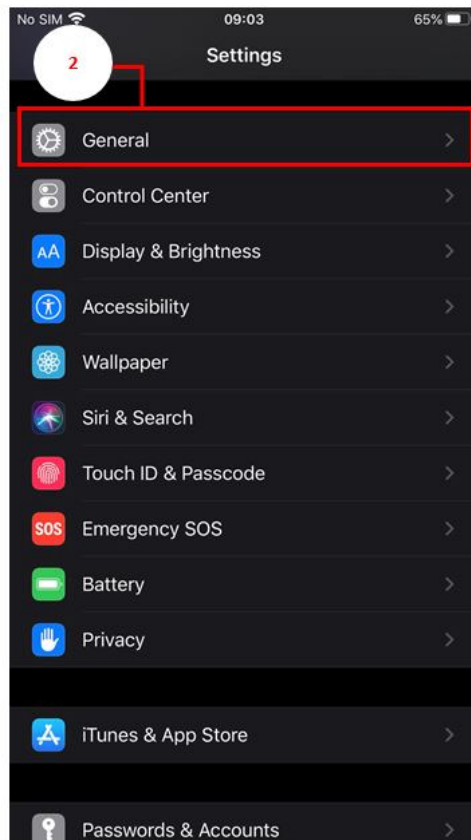 No SIM 09:03 65%
2
Settings
General
Control Center
AA Display & Brightness
Accessibility
Wallpaper
Siri & Search
Touch ID & Passcode
SOS Emergency SOS
Battery
Privacy
iTunes & App Store
Passwords & Accounts